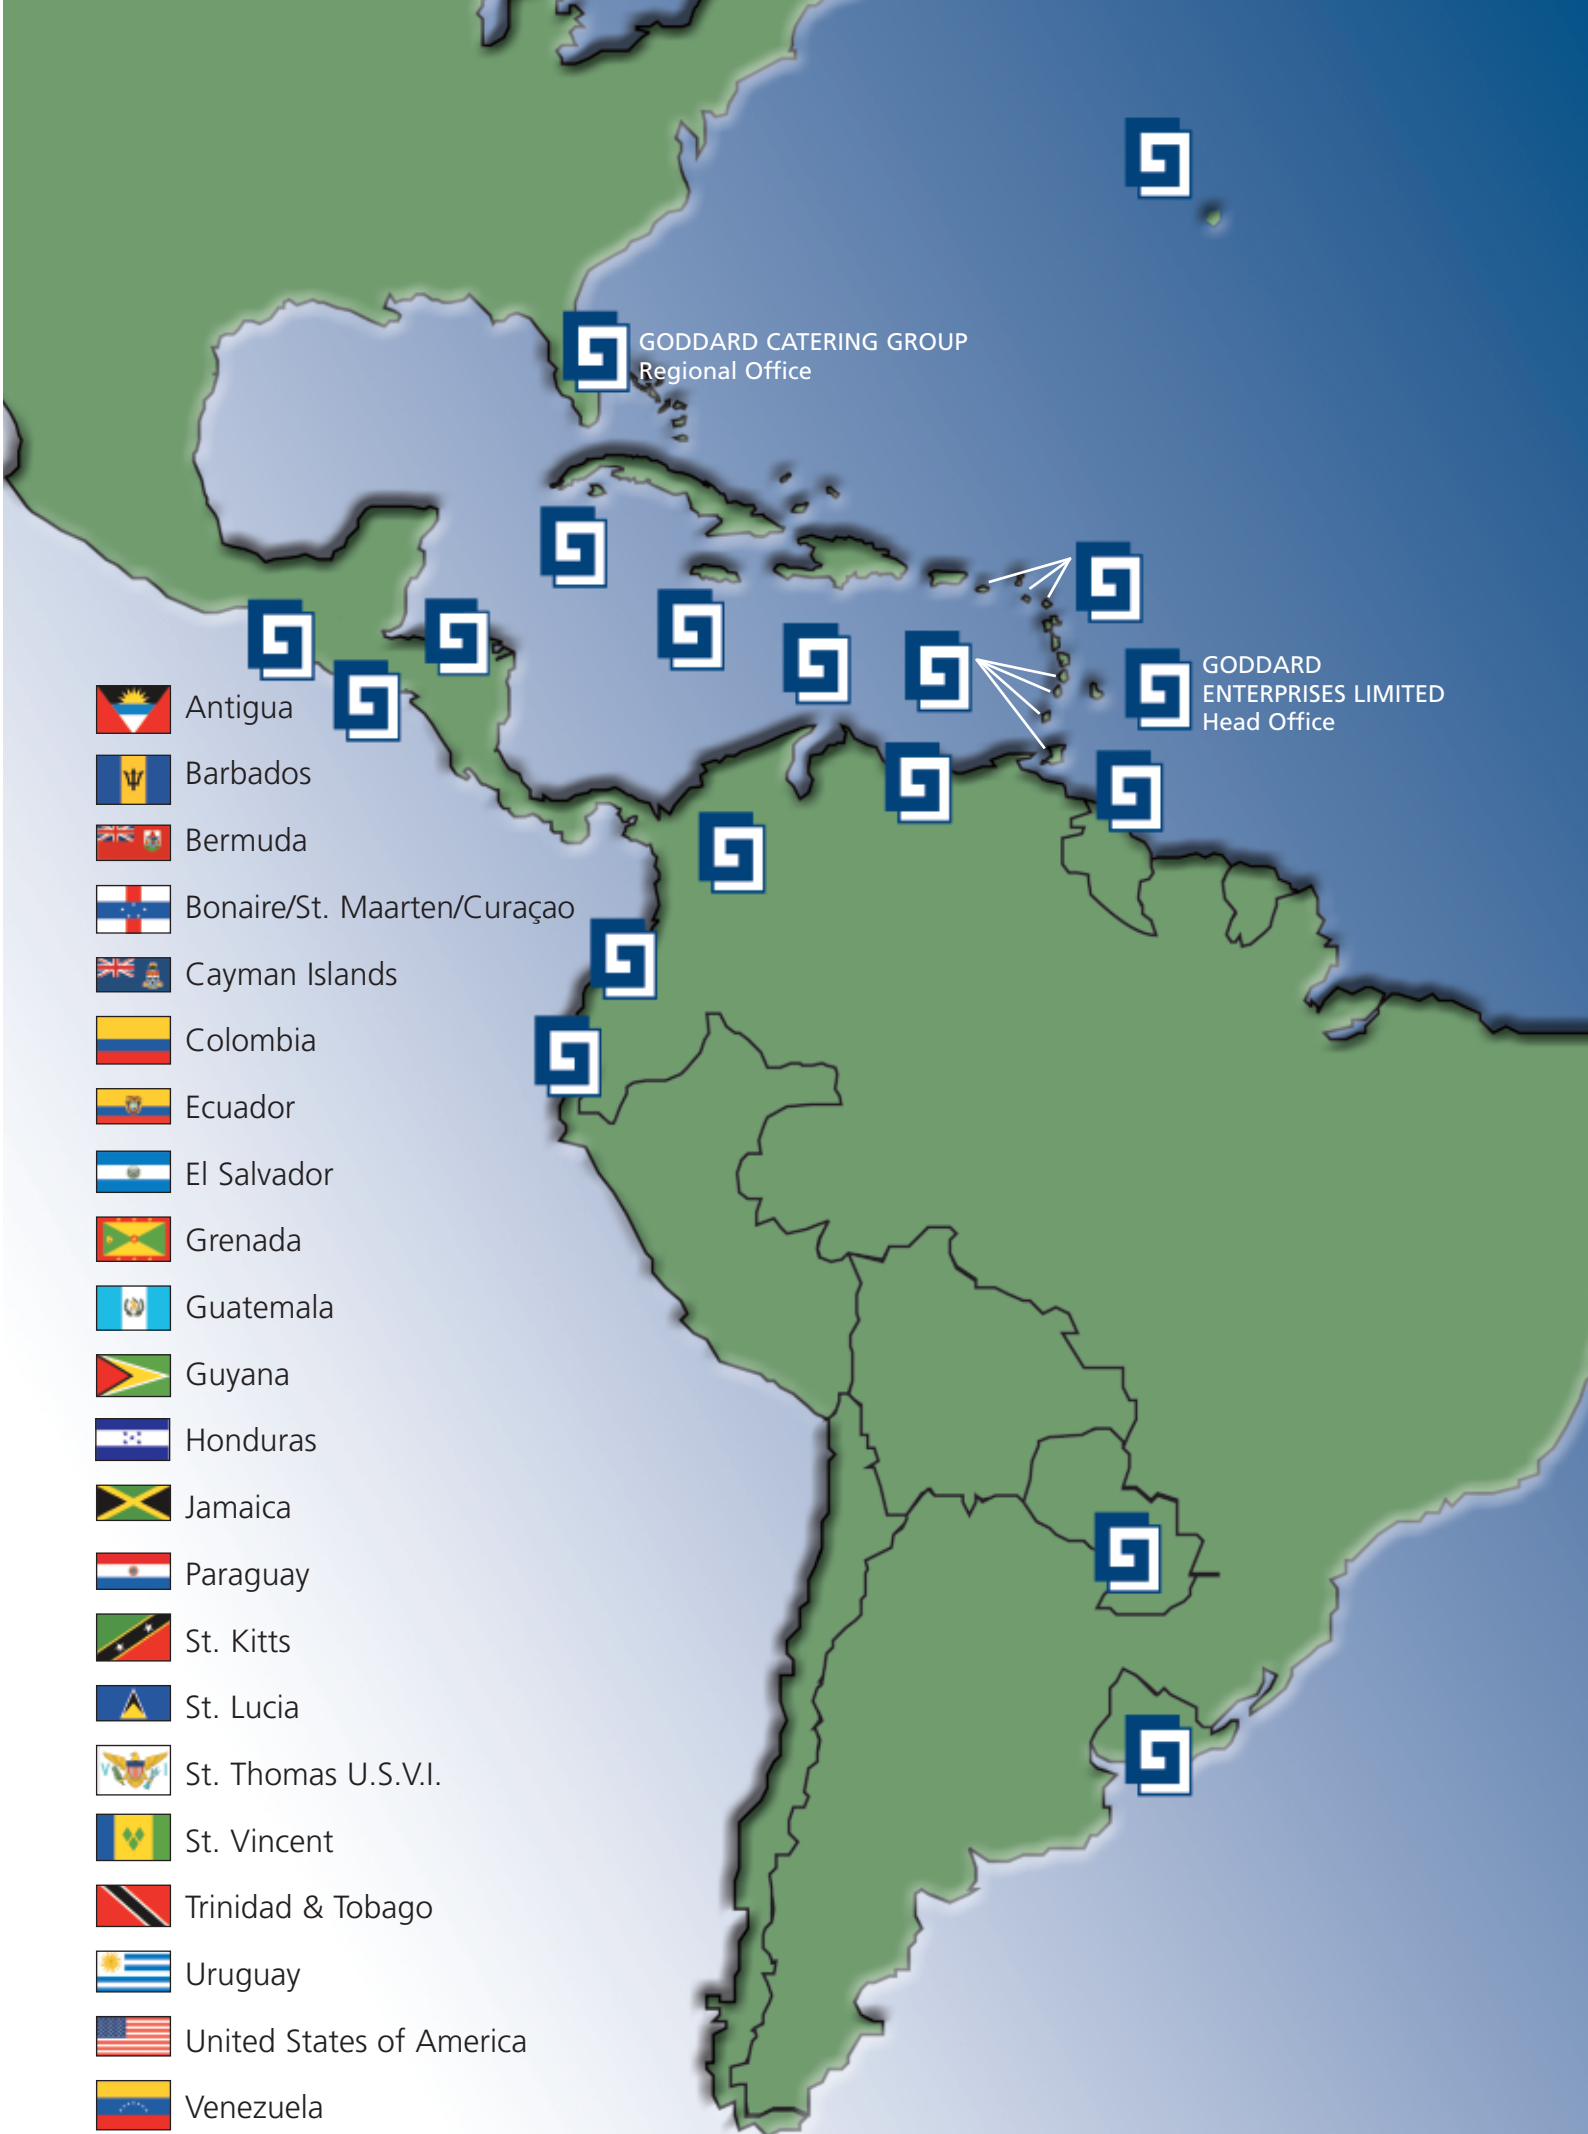 GODDARD CATERING GROUP
Regional Office
GODDARD
ENTERPRISES LIMITED
Head Office
Antigua
Barbados
Bermuda
Bonaire/St. Maarten/Curaçao
Cayman Islands
Colombia
Ecuador
El Salvador
Grenada
Guatemala
Guyana
Honduras
Jamaica
Paraguay
St. Kitts
St. Lucia
St. Thomas U.S.V.I.
St. Vincent
Trinidad & Tobago
Uruguay
United States of America
Venezuela